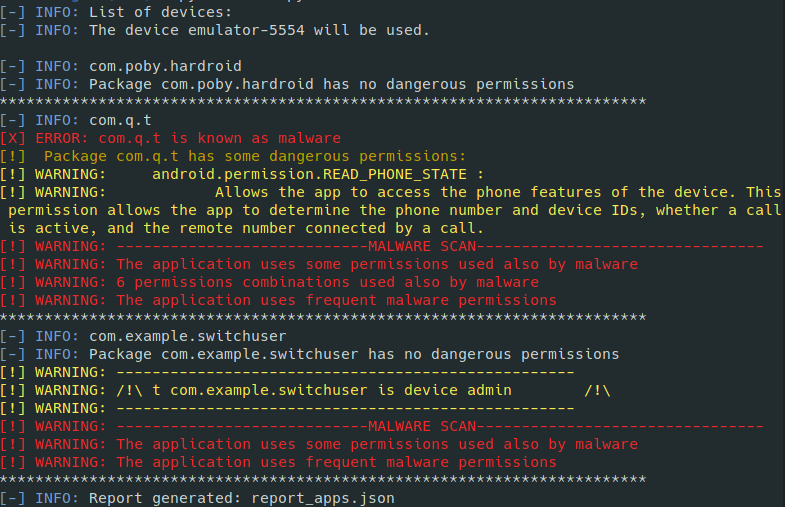 [-] INFO: List of devices:
[-] INFO: The device emulator-5554 will be used.
[-] INFO: com.poby.hardroid
[-] INFO: Package com.poby.hardroid has no dangerous permissions
************************************************************************
[-] INFO: com.q.t
[X] ERROR: com.q.t is known as malware
[!]  Package com.q.t has some dangerous permissions:
[!] WARNING:     android.permission.READ_PHONE_STATE :
[!] WARNING:            Allows the app to access the phone features of the device. This
 permission allows the app to determine the phone number and device IDs, whether a call
 is active, and the remote number connected by a call.
[!] WARNING: ----------------------------MALWARE SCAN--------------------------------
[!] WARNING: The application uses some permissions used also by malware
[!] WARNING: 6 permissions combinations used also by malware
[!] WARNING: The application uses frequent malware permissions
************************************************************************
[-] INFO: com.example.switchuser
[-] INFO: Package com.example.switchuser has no dangerous permissions
[!] WARNING: ---------------------------------------------------
[!] WARNING: /!\ t com.example.switchuser is device admin        /!\
[!] WARNING: ---------------------------------------------------
[!] WARNING: ----------------------------MALWARE SCAN--------------------------------
[!] WARNING: The application uses some permissions used also by malware
[!] WARNING: The application uses frequent malware permissions
************************************************************************
[-] INFO: Report generated: report_apps.json